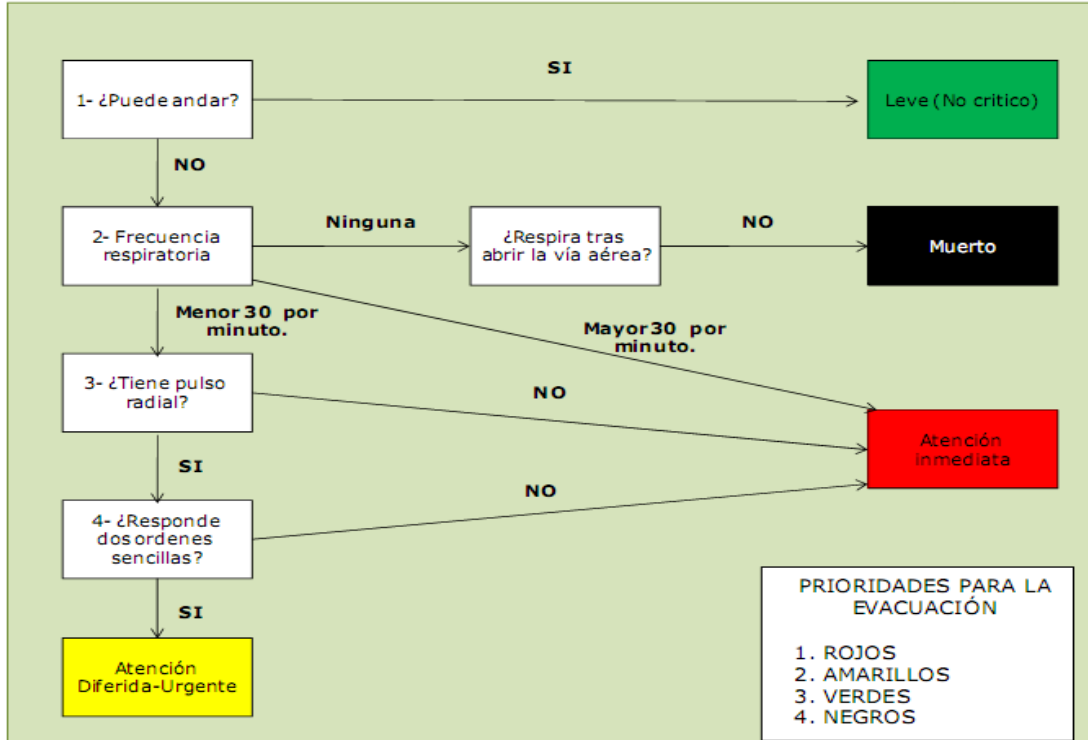 SI
1- ¿Puede andar?
Leve (No critico)
NO
2- Frecuencia
respiratoria
Ninguna
¿Respira tras
abrir la vía aérea?
NO
Muerto
Menor 30 por
minuto.
Mayor 30 por
minuto.
3- ¿Tiene pulso
radial?
NO
Atención
inmediata
SI
NO
4- ¿Responde
dos ordenes
sencillas?
SI
Atención
Diferida-Urgente
PRIORIDADES PARA LA
EVACUACIÓN
1. ROJOS
2. AMARILLOS
3. VERDES
4. NEGROS